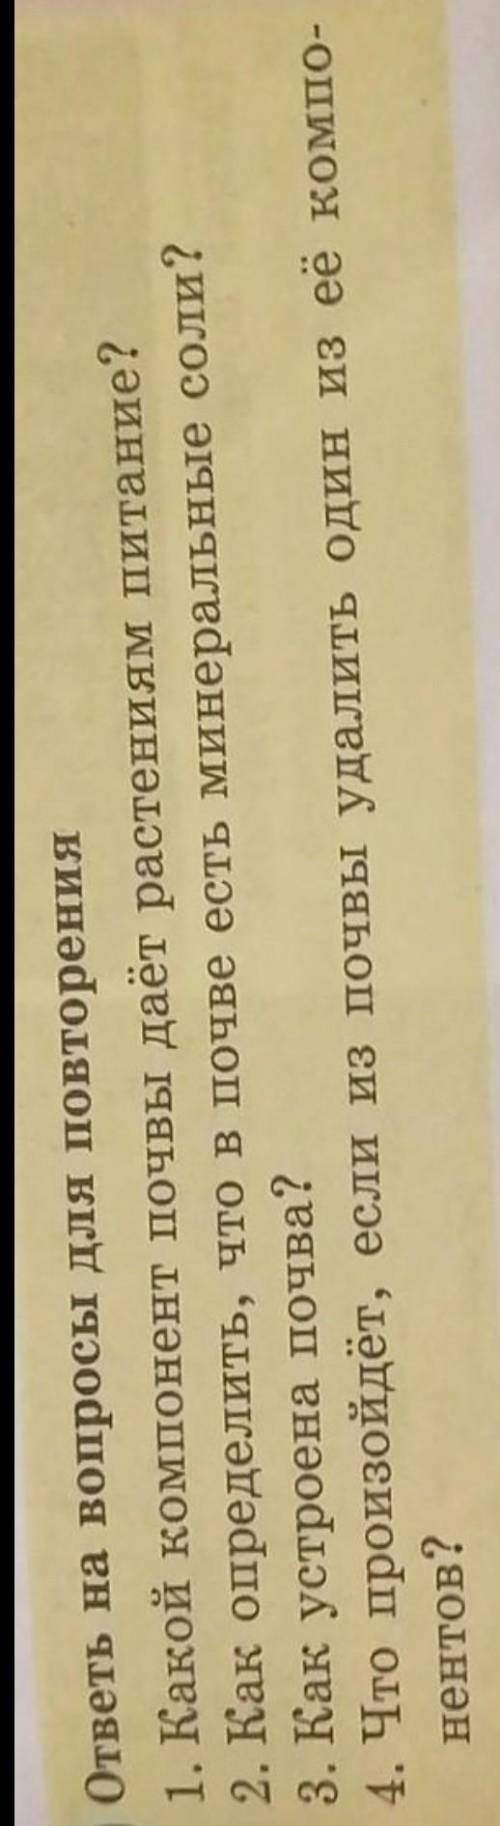 Ответь на вопросы для повторения
1. Какой компонент почвы даёт растениям питание?
2. Как определить, что в почве есть минеральные соли?
3. Как устроена почва?
4. Что произойдёт, если из почвы удалить один из её компо-
нентов?